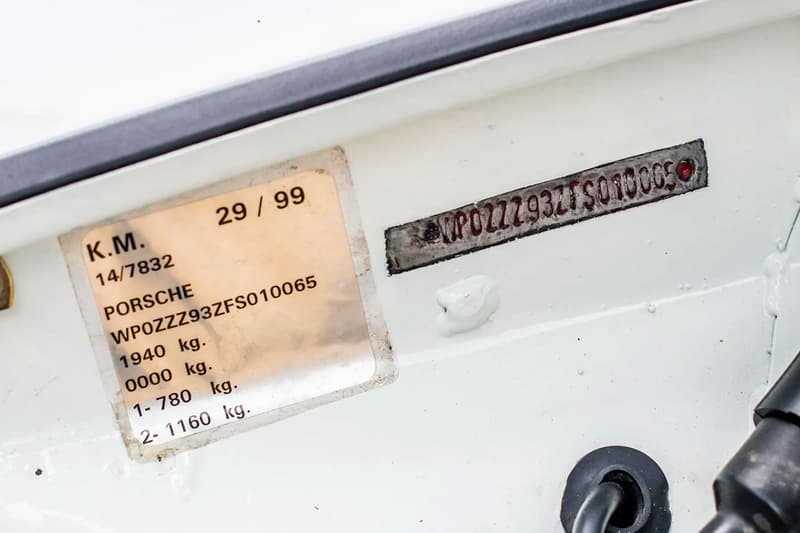 K.M. 29 / 99
14/7832
PORSCHE
WP0ZZZ93ZFS010065
1940 kg.
0000 kg.
1- 780 kg.
2- 1160 kg.
WP0ZZZ93ZFS010065